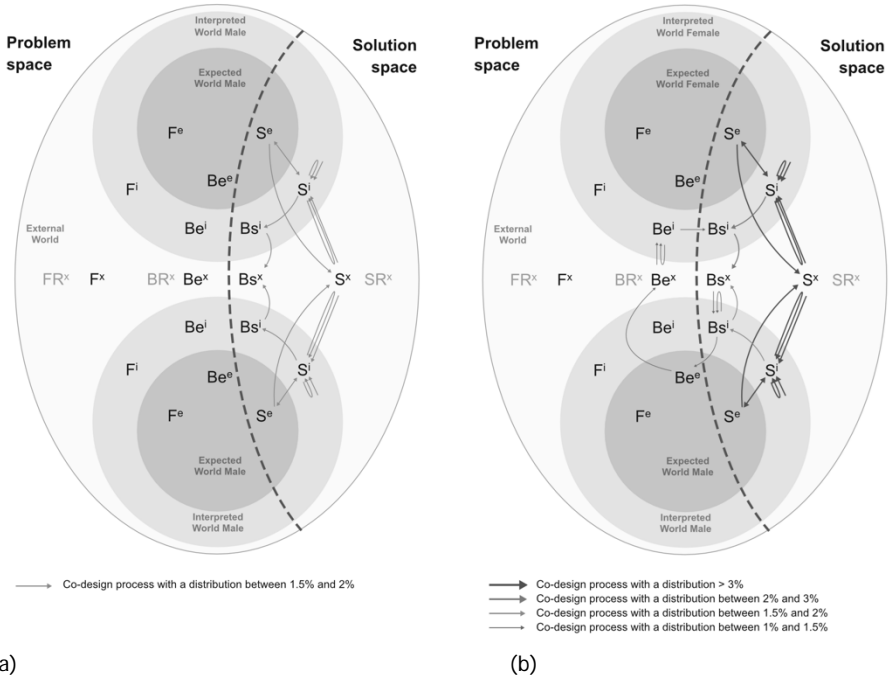 Problem space
Solution space
Interpreted World Male
Expected World Male
Fᵉ
Sᵉ
Beᵉ
Fⁱ
Sⁱ
Beⁱ
Bsⁱ
External World
FRˣ
Fˣ
BRˣ
Beˣ
Bsˣ
Sˣ
SRˣ
Beⁱ
Bsⁱ
Fⁱ
Sⁱ
Beᵉ
Fᵉ
Sᵉ
Expected World Male
Interpreted World Male
Co-design process with a distribution between 1.5% and 2%
a)
Problem space
Solution space
Interpreted World Female
Expected World Female
Fᵉ
Sᵉ
Beᵉ
Fⁱ
Sⁱ
Beⁱ
Bsⁱ
External World
FRˣ
Fˣ
BRˣ
Beˣ
Bsˣ
Sˣ
SRˣ
Beⁱ
Bsⁱ
Fⁱ
Sⁱ
Beᵉ
Fᵉ
Sᵉ
Expected World Male
Interpreted World Male
Co-design process with a distribution > 3%
Co-design process with a distribution between 2% and 3%
Co-design process with a distribution between 1.5% and 2%
Co-design process with a distribution between 1% and 1.5%
(b)